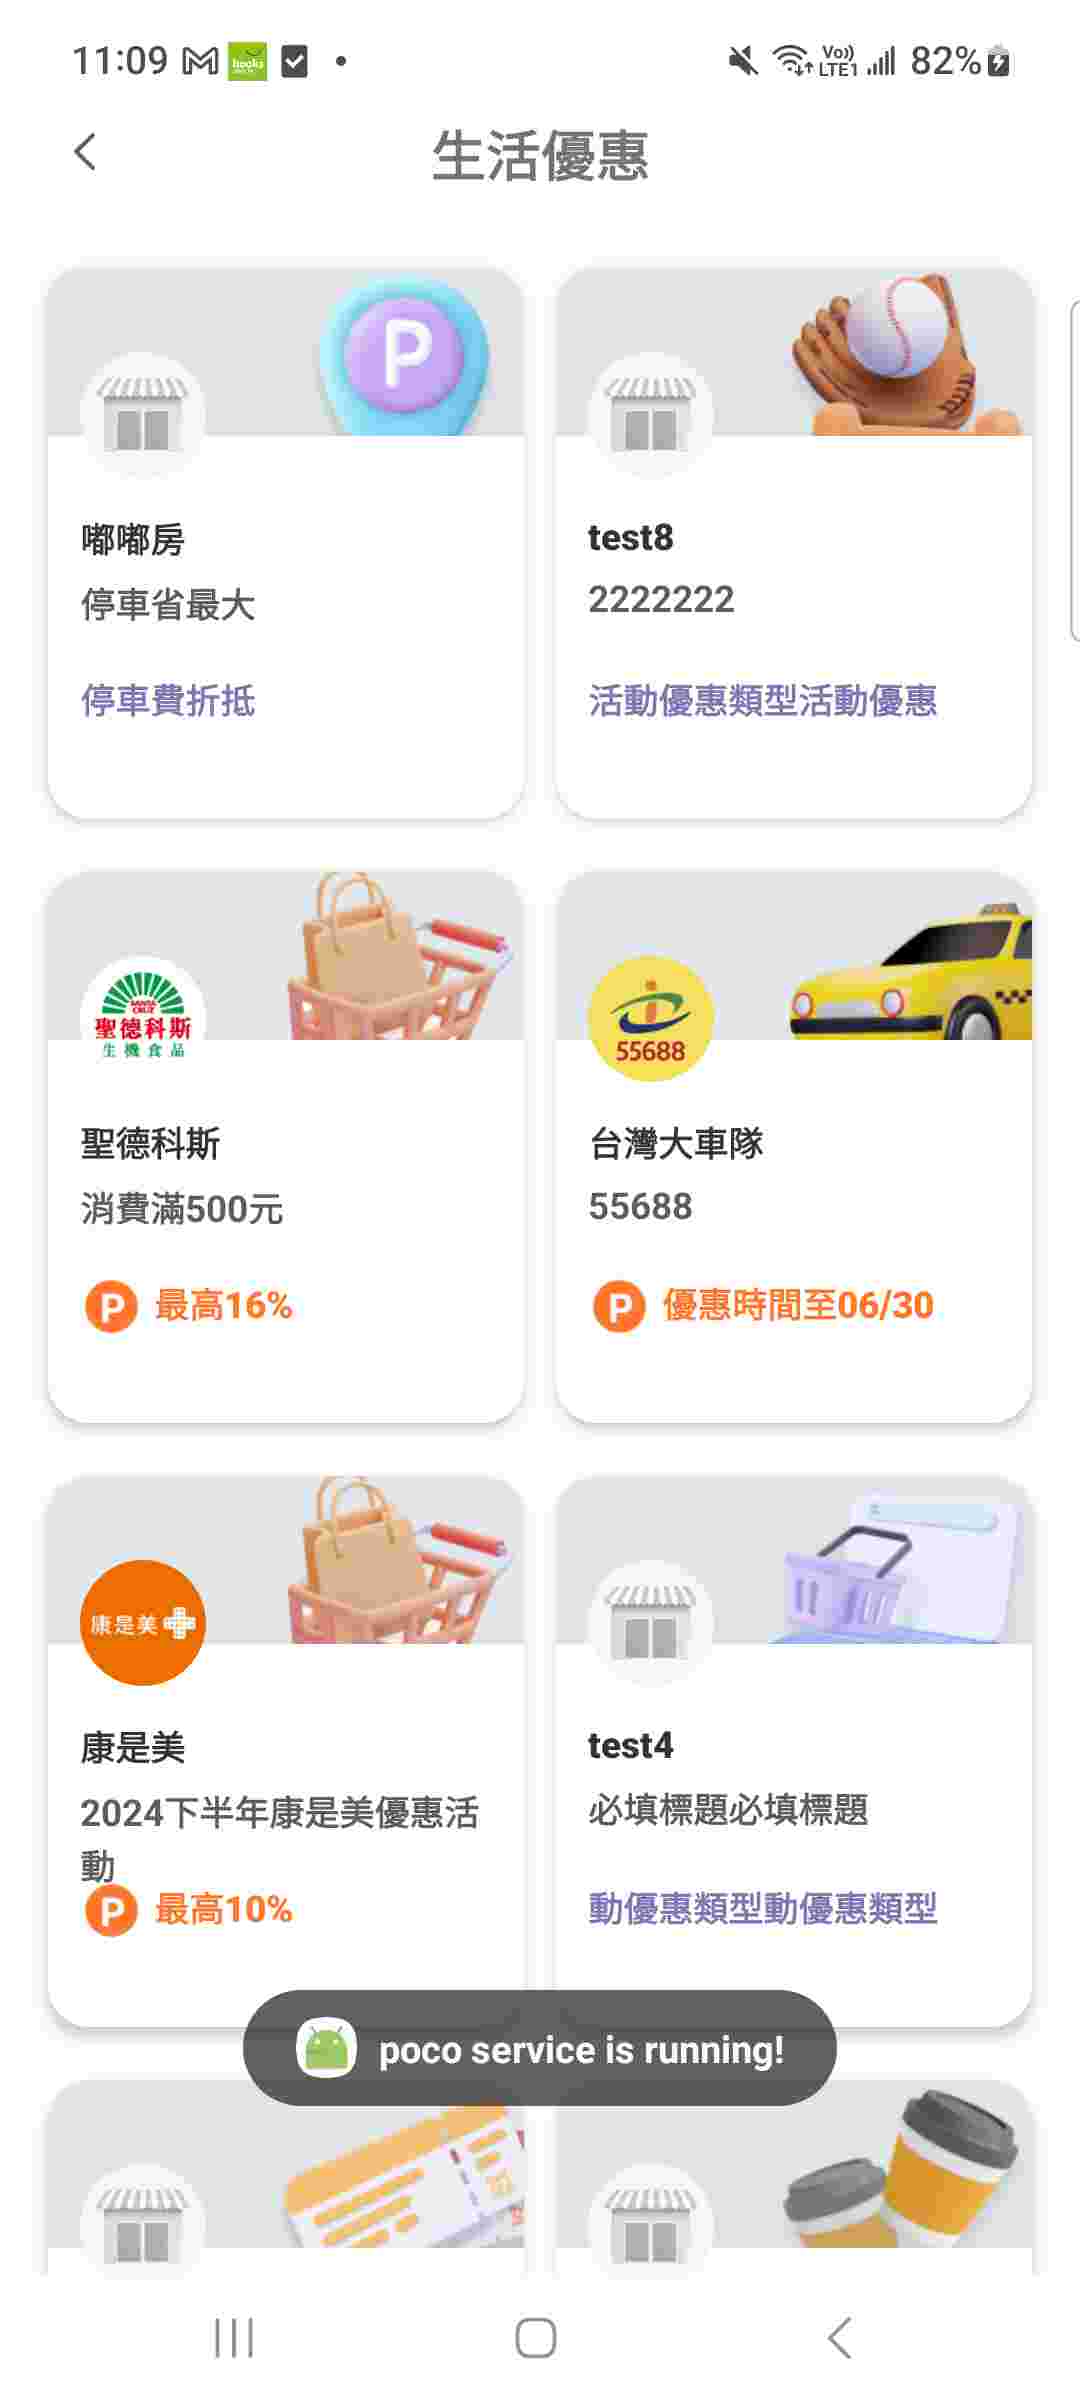 11:09
books
Vo))
LTE1
82%
生活優惠
P
嘟嘟房
停車省最大
停車費折抵
test8
2222222
活動優惠類型活動優惠
SANTA
CRUZ
聖德科斯
生機食品
聖德科斯
消費滿500元
P 最高16%
55688
台灣大車隊
55688
P 優惠時間至06/30
康是美
康是美
2024下半年康是美優惠活
動
P 最高10%
test4
必填標題必填標題
動優惠類型動優惠類型
poco service is running!